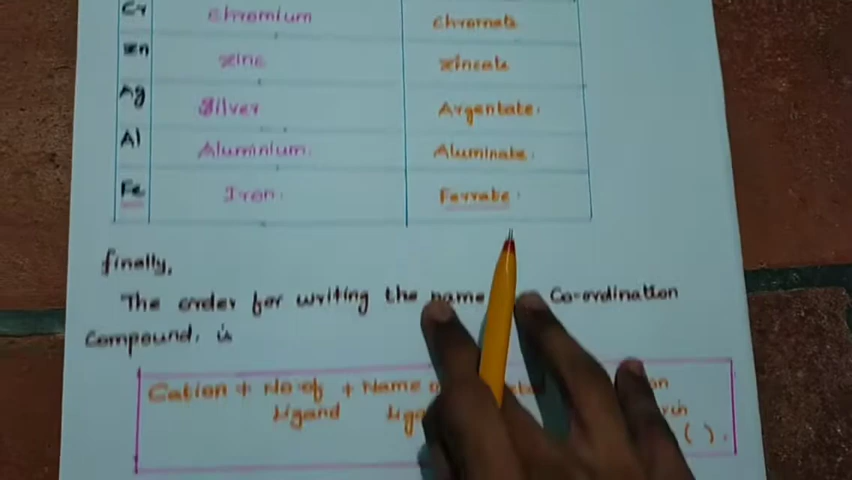 Cr Chromium Chromate
Zn Zinc Zincate
Ag Silver Argentate.
Al Aluminium. Aluminate.
Fe Iron. Ferrate.
finally,
The order for writing the name Co-ordination
Compound. is
Cation + No of + Name
Ligand
( ).